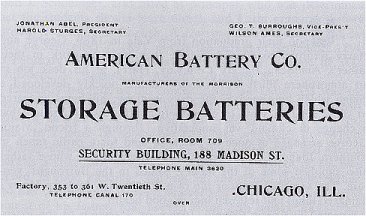 JONATHAN ABEL, PRESIDENT
HAROLD STURGES, SECRETARY
GEO. T. BURROUGHS, VICE-PRES'T
WILSON AMES, SECRETARY
AMERICAN BATTERY CO.
MANUFACTURERS OF THE MORRISON
STORAGE BATTERIES
OFFICE, ROOM 709
SECURITY BUILDING, 188 MADISON ST.
TELEPHONE MAIN 3630
Factory, 353 to 361 W. Twentieth St.
TELEPHONE CANAL 170
.CHICAGO, ILL.
OVER